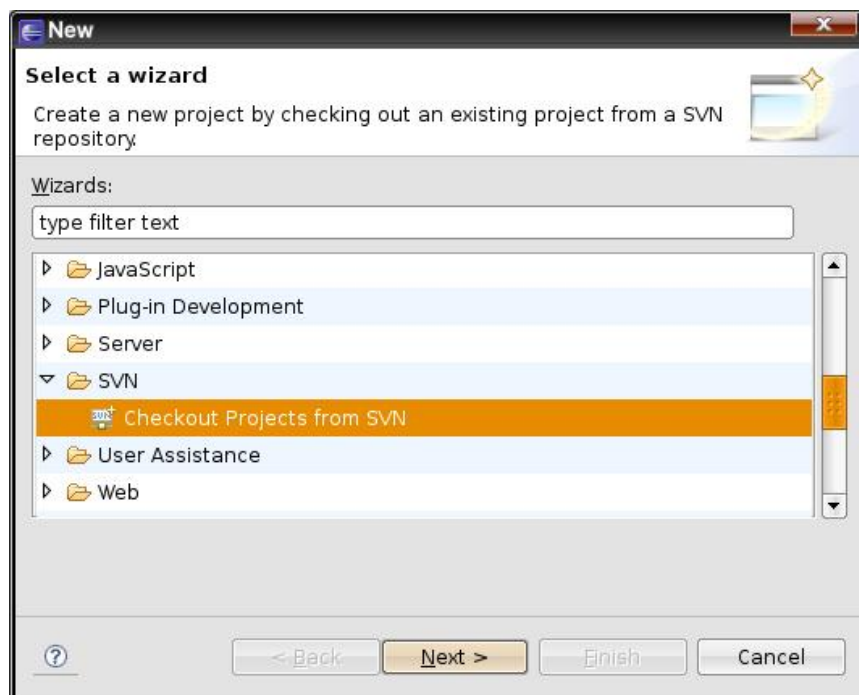 New
Select a wizard
Create a new project by checking out an existing project from a SVN
repository.
Wizards:
type filter text
JavaScript
Plug-in Development
Server
SVN
Checkout Projects from SVN
User Assistance
Web
< Back Next > Finish Cancel